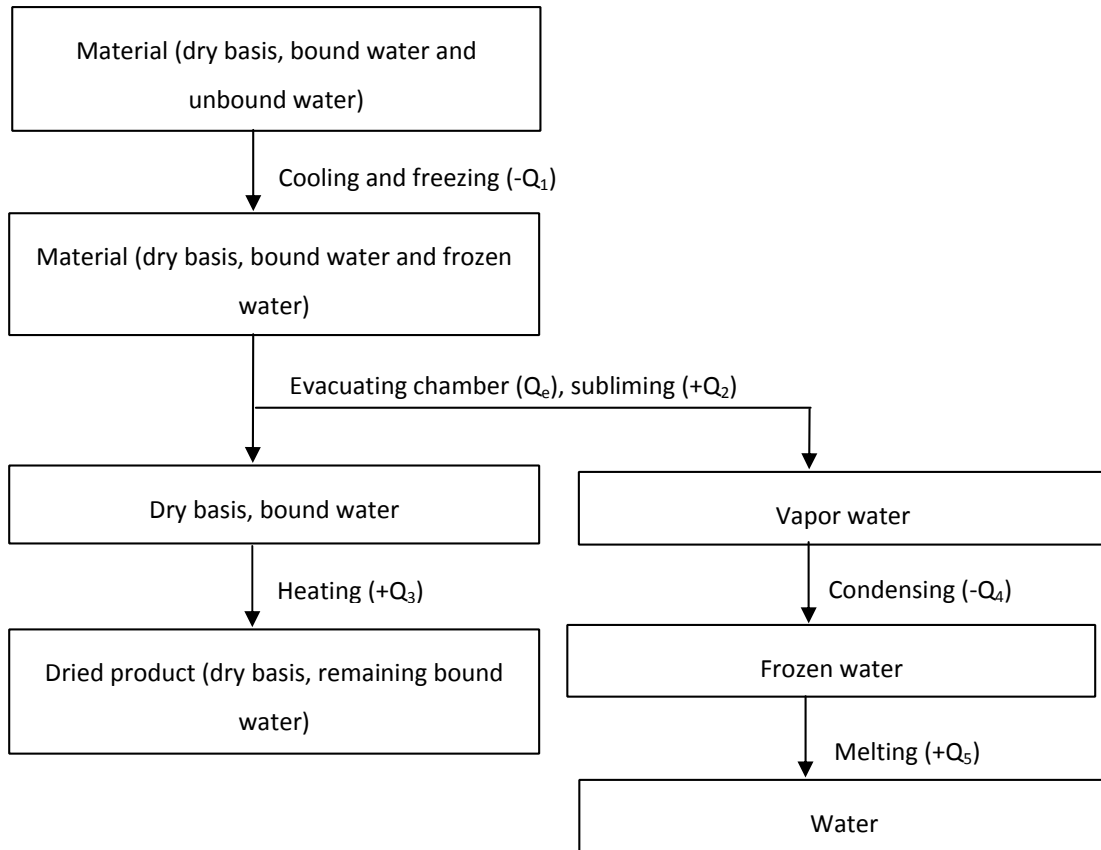 Material (dry basis, bound water and
unbound water)
Cooling and freezing (-Q₁)
Material (dry basis, bound water and frozen
water)
Evacuating chamber (Qₑ), subliming (+Q₂)
Dry basis, bound water
Vapor water
Heating (+Q₃)
Condensing (-Q₄)
Dried product (dry basis, remaining bound
water)
Frozen water
Melting (+Q₅)
Water